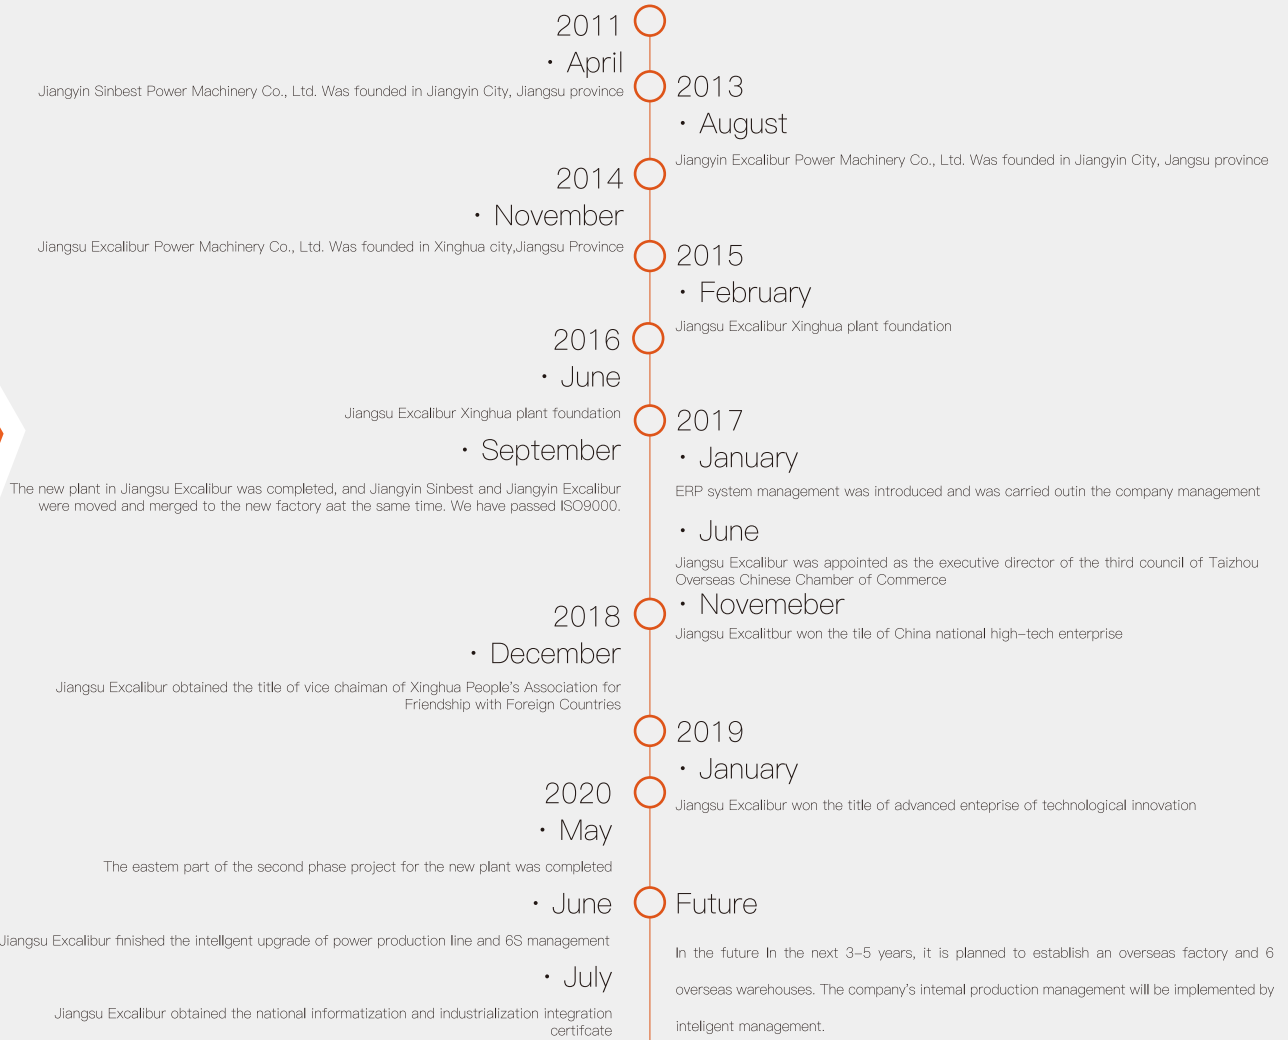 2011
· April
Jiangyin Sinbest Power Machinery Co., Ltd. Was founded in Jiangyin City, Jiangsu province
2013
· August
Jiangyin Excalibur Power Machinery Co., Ltd. Was founded in Jiangyin City, Jangsu province
2014
· November
Jiangsu Excalibur Power Machinery Co., Ltd. Was founded in Xinghua city,Jiangsu Province
2015
· February
Jiangsu Excalibur Xinghua plant foundation
2016
· June
Jiangsu Excalibur Xinghua plant foundation
· September
The new plant in Jiangsu Excalibur was completed, and Jiangyin Sinbest and Jiangyin Excalibur
were moved and merged to the new factory aat the same time. We have passed ISO9000.
2017
· January
ERP system management was introduced and was carried outin the company management
· June
Jiangsu Excalibur was appointed as the executive director of the third council of Taizhou
Overseas Chinese Chamber of Commerce
· Novemeber
Jiangsu Excalitbur won the tile of China national high-tech enterprise
2018
· December
Jiangsu Excalibur obtained the title of vice chaiman of Xinghua People's Association for
Friendship with Foreign Countries
2019
· January
Jiangsu Excalibur won the title of advanced enteprise of technological innovation
2020
· May
The eastem part of the second phase project for the new plant was completed
· June
Jiangsu Excalibur finished the intellgent upgrade of power production line and 6S management
· July
Jiangsu Excalibur obtained the national informatization and industrialization integration
certifcate
Future
In the future In the next 3-5 years, it is planned to establish an overseas factory and 6
overseas warehouses. The company's intemal production management will be implemented by
inteligent management.